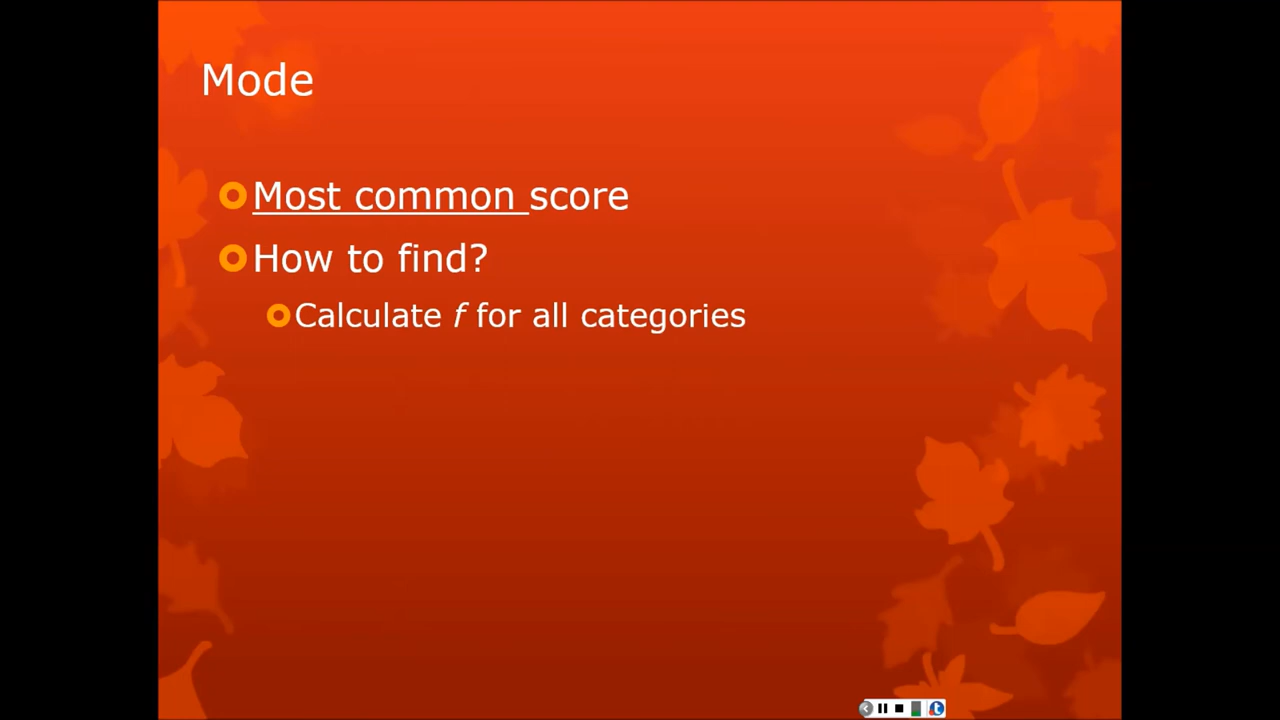 Mode
Most common score
How to find?
Calculate f for all categories